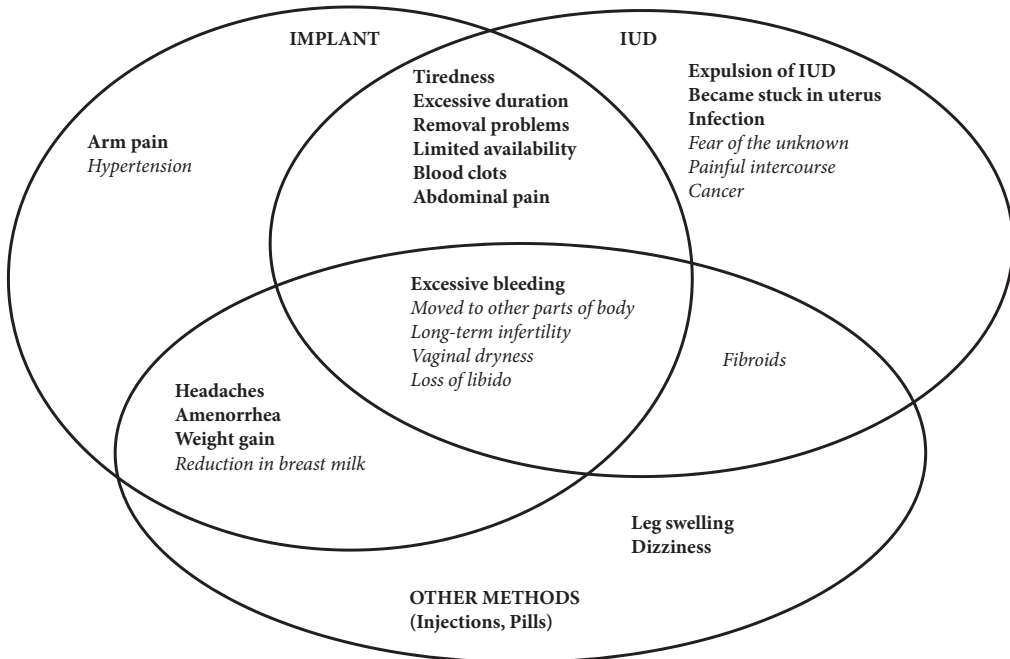 IMPLANT
IUD
Tiredness
Excessive duration
Removal problems
Limited availability
Blood clots
Abdominal pain
Expulsion of IUD
Became stuck in uterus
Infection
Fear of the unknown
Painful intercourse
Cancer
Arm pain
Hypertension
Excessive bleeding
Moved to other parts of body
Long-term infertility
Vaginal dryness
Loss of libido
Fibroids
Headaches
Amenorrhea
Weight gain
Reduction in breast milk
Leg swelling
Dizziness
OTHER METHODS
(Injections, Pills)